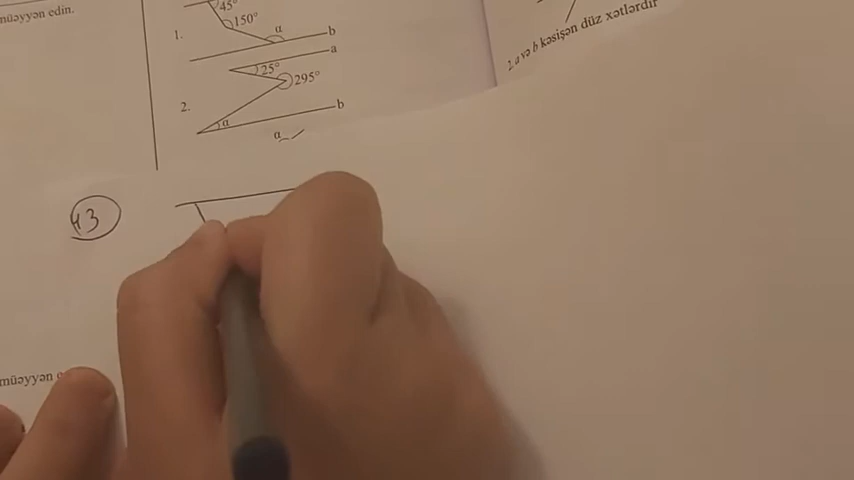 müəyyən edin.
45°
150°
1.
α
b
a
25°
295°
2.
α
b
a
2 a və b kəsişən düz xətlərdir
43
müəyyən e